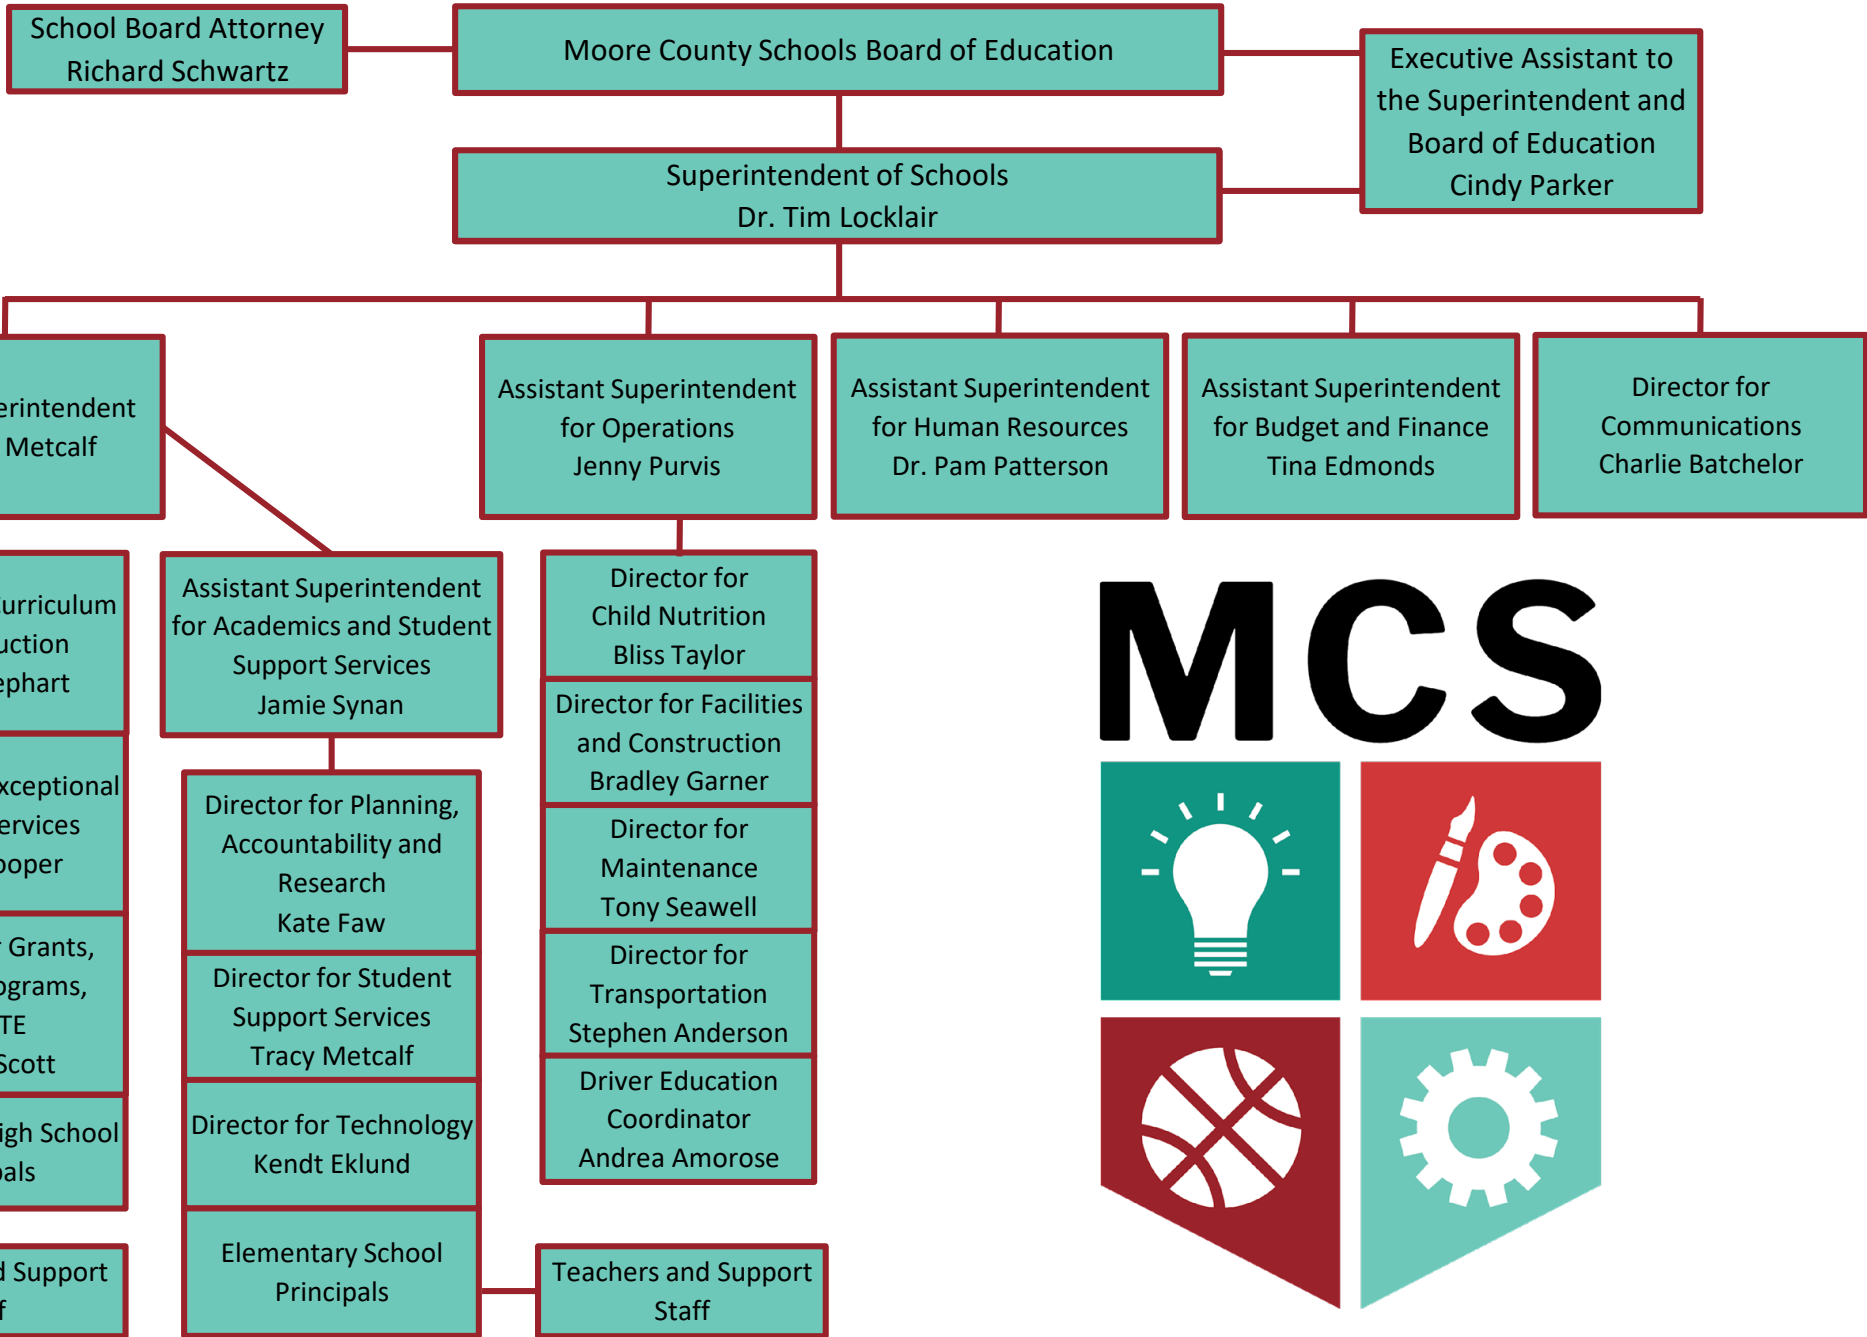 School Board Attorney
Richard Schwartz
Moore County Schools Board of Education
Executive Assistant to
the Superintendent and
Board of Education
Cindy Parker
Superintendent of Schools
Dr. Tim Locklair
Metcalf
Assistant Superintendent
for Operations
Jenny Purvis
Assistant Superintendent
for Human Resources
Dr. Pam Patterson
Assistant Superintendent
for Budget and Finance
Tina Edmonds
Director for
Communications
Charlie Batchelor
Services
Grants,
Scott
School
Support
Assistant Superintendent
for Academics and Student
Support Services
Jamie Synan
Director for Planning,
Accountability and
Research
Kate Faw
Director for Student
Support Services
Tracy Metcalf
Director for Technology
Kendt Eklund
Elementary School
Principals
Teachers and Support
Staff
Director for
Child Nutrition
Bliss Taylor
Director for Facilities
and Construction
Bradley Garner
Director for
Maintenance
Tony Seawell
Director for
Transportation
Stephen Anderson
Driver Education
Coordinator
Andrea Amorose
MCS